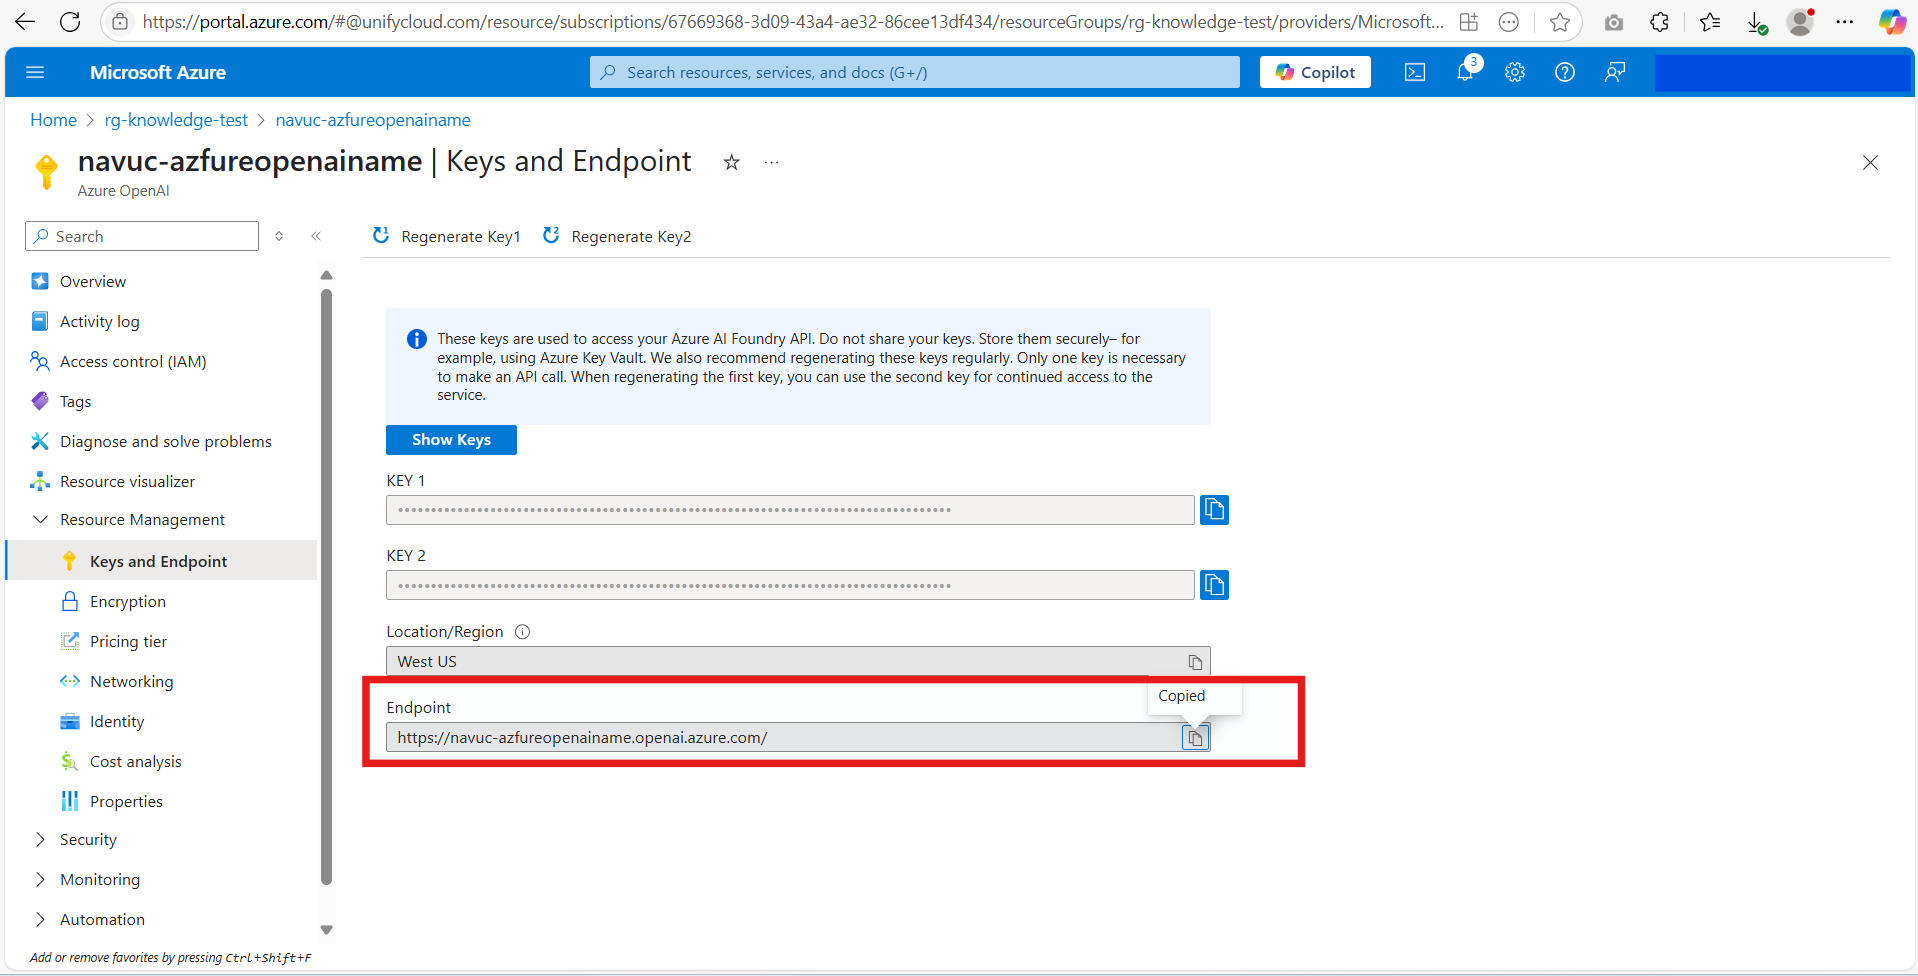 https://portal.azure.com/#@unifycloud.com/resource/subscriptions/67669368-3d09-43a4-ae32-86cee13df434/resourceGroups/rg-knowledge-test/providers/Microsoft...
Microsoft Azure
Search resources, services, and docs (G+/)
Copilot
3
Home > rg-knowledge-test > navuc-azfureopenainame
navuc-azfureopenainame | Keys and Endpoint
Azure OpenAI
Search
Regenerate Key1
Regenerate Key2
Overview
Activity log
Access control (IAM)
Tags
Diagnose and solve problems
Resource visualizer
Resource Management
Keys and Endpoint
Encryption
Pricing tier
Networking
Identity
Cost analysis
Properties
Security
Monitoring
Automation
Add or remove favorites by pressing Ctrl+Shift+F
These keys are used to access your Azure AI Foundry API. Do not share your keys. Store them securely– for
example, using Azure Key Vault. We also recommend regenerating these keys regularly. Only one key is necessary
to make an API call. When regenerating the first key, you can use the second key for continued access to the
service.
Show Keys
KEY 1
KEY 2
Location/Region
West US
Copied
Endpoint
https://navuc-azfureopenainame.openai.azure.com/